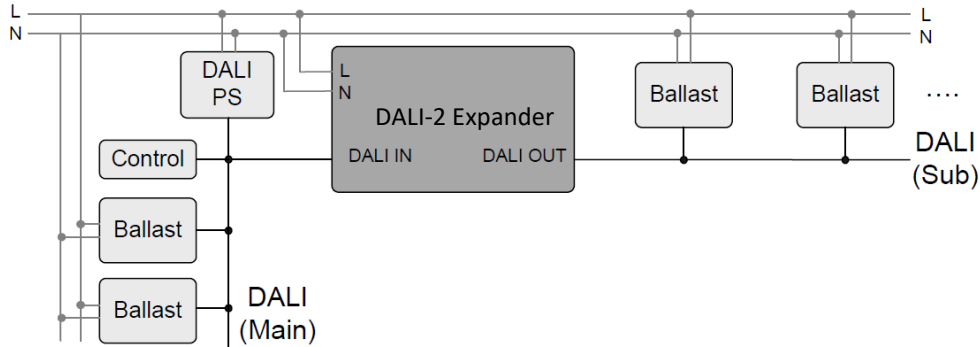 L
N
L
N
DALI
PS
L
N
DALI-2 Expander
DALI IN
DALI OUT
Ballast
Ballast
....
Control
DALI
(Sub)
Ballast
Ballast
DALI
(Main)